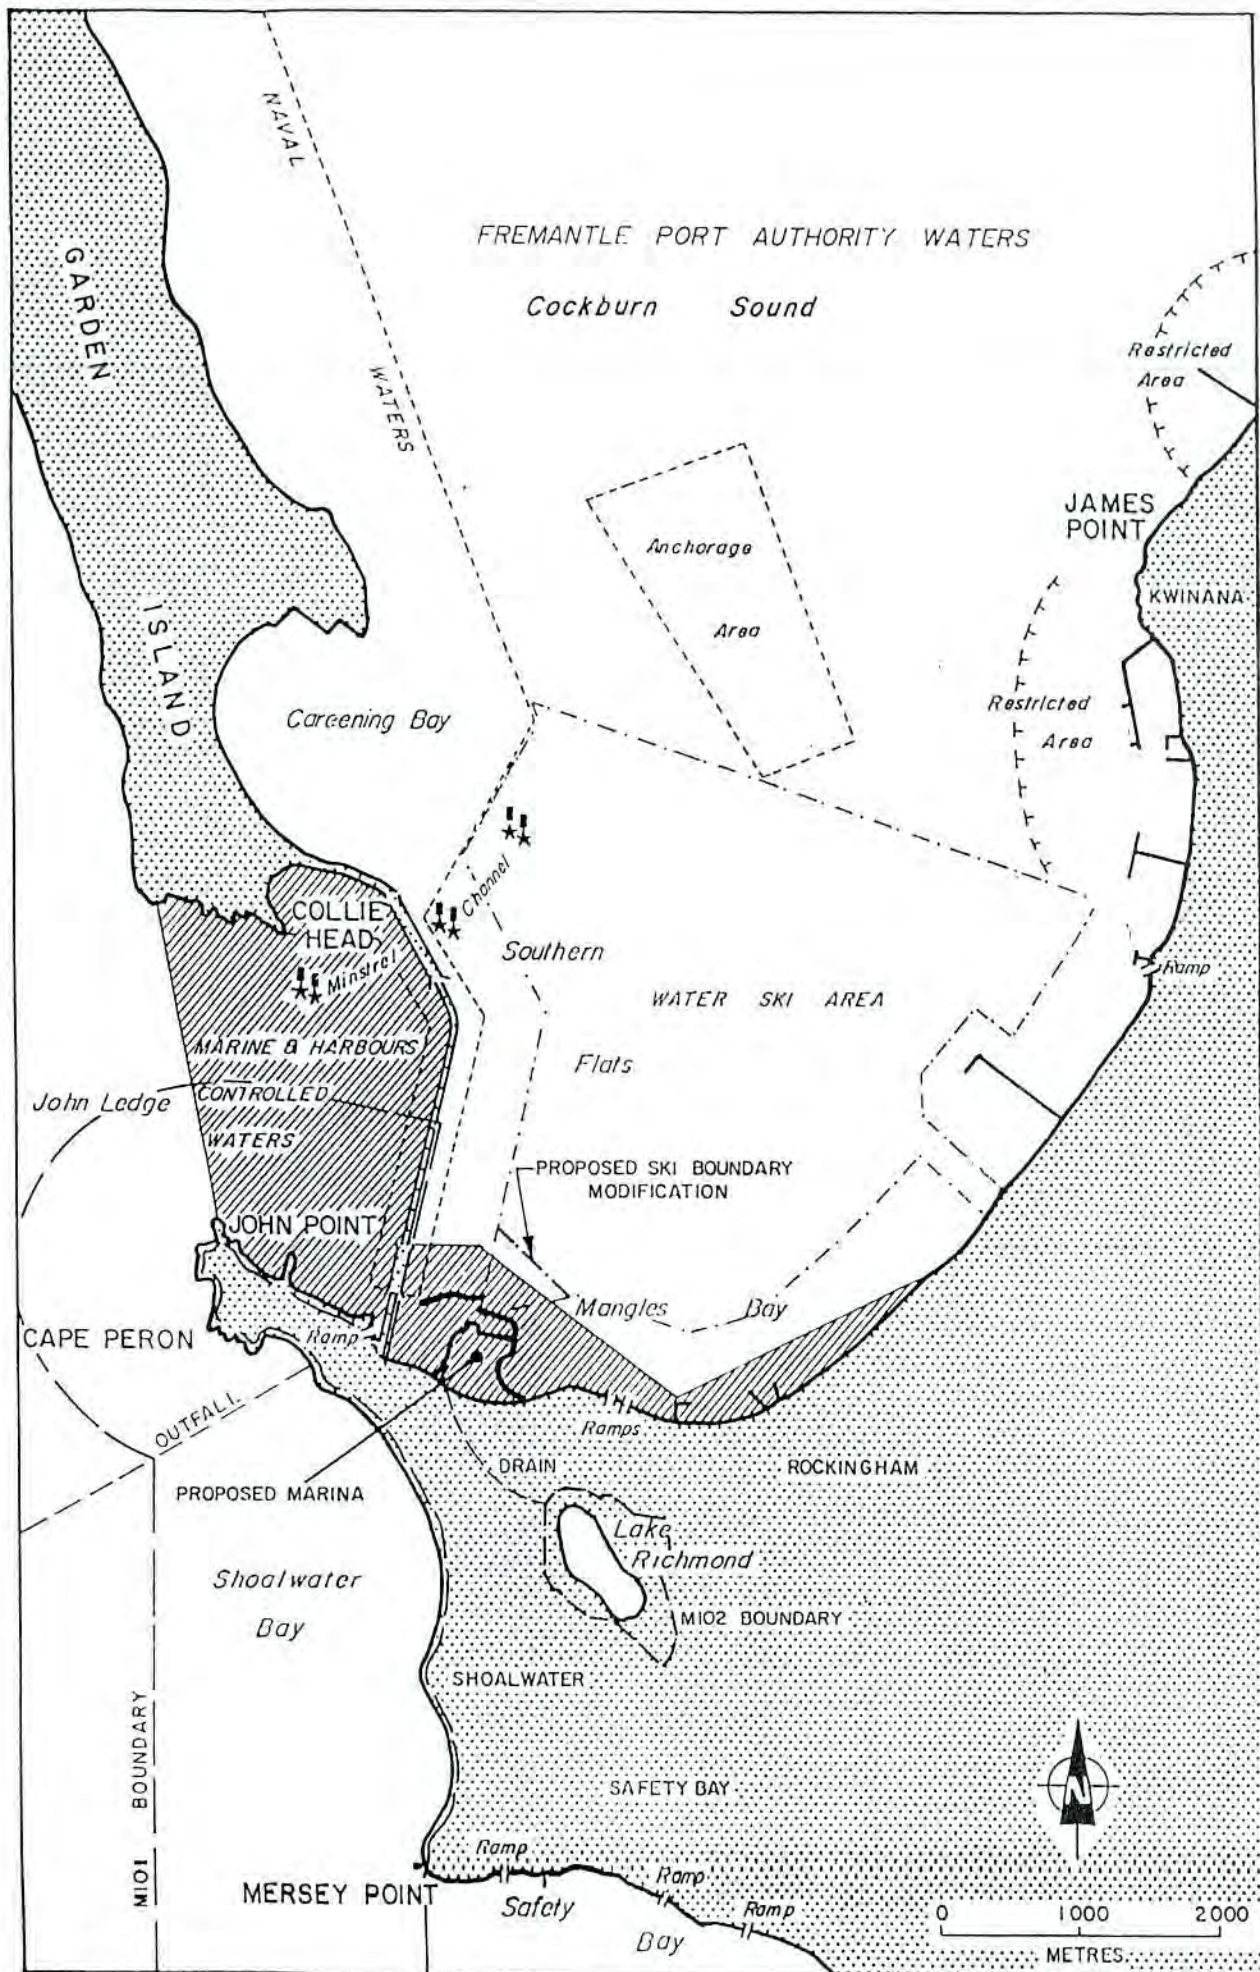 NAVAL
WATERS
FREMANTLE PORT AUTHORITY WATERS
Cockburn Sound
GARDEN
ISLAND
Restricted
Area
JAMES
POINT
KWINANA
Anchorage
Area
Careening Bay
Restricted
Area
Channel
COLLIE
HEAD
Minstrel
Southern
Flats
WATER SKI AREA
Ramp
MARINE & HARBOURS
CONTROLLED
WATERS
John Ledge
PROPOSED SKI BOUNDARY
MODIFICATION
JOHN POINT
Mangles Bay
CAPE PERON
Ramp
OUTFALL
Ramps
DRAIN
ROCKINGHAM
PROPOSED MARINA
Lake
Richmond
Shoalwater
Bay
M102 BOUNDARY
SHOALWATER
M101 BOUNDARY
SAFETY BAY
N
Ramp
MERSEY POINT
Safety
Bay
Ramp
Ramp
0 1000 2000
METRES